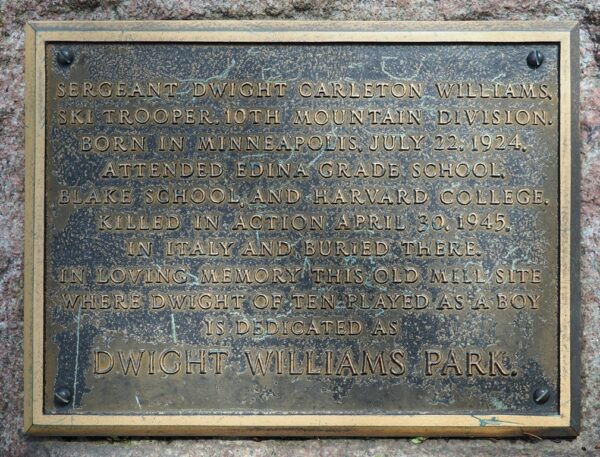 SERGEANT DWIGHT CARLETON WILLIAMS,
SKI TROOPER, 10TH MOUNTAIN DIVISION.
BORN IN MINNEAPOLIS, JULY 22, 1924.
ATTENDED EDINA GRADE SCHOOL,
BLAKE SCHOOL, AND HARVARD COLLEGE.
KILLED IN ACTION APRIL 30, 1945,
IN ITALY AND BURIED THERE.
IN LOVING MEMORY THIS OLD MILL SITE
WHERE DWIGHT OF TEN PLAYED AS A BOY
IS DEDICATED AS
DWIGHT WILLIAMS PARK.